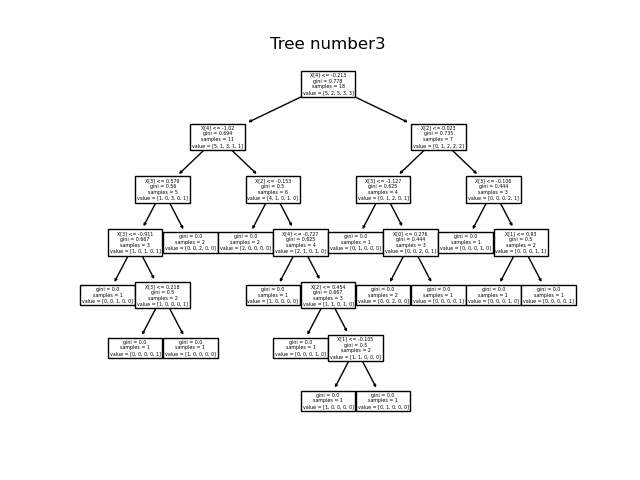 Tree number3
X[4] <= -0.213
gini = 0.778
samples = 18
value = [5, 2, 5, 3, 3]
X[4] <= -1.02
gini = 0.694
samples = 11
value = [5, 1, 3, 1, 1]
X[2] <= 0.023
gini = 0.735
samples = 7
value = [0, 1, 2, 2, 2]
X[3] <= 0.579
gini = 0.56
samples = 5
value = [1, 0, 3, 0, 1]
X[2] <= -0.153
gini = 0.5
samples = 6
value = [4, 1, 0, 1, 0]
X[3] <= -1.127
gini = 0.625
samples = 4
value = [0, 1, 2, 0, 1]
X[3] <= -0.106
gini = 0.444
samples = 3
value = [0, 0, 0, 2, 1]
X[3] <= -0.911
gini = 0.667
samples = 3
value = [1, 0, 1, 0, 1]
gini = 0.0
samples = 2
value = [0, 0, 2, 0, 0]
gini = 0.0
samples = 2
value = [2, 0, 0, 0, 0]
X[4] <= -0.727
gini = 0.625
samples = 4
value = [2, 1, 0, 1, 0]
gini = 0.0
samples = 1
value = [0, 1, 0, 0, 0]
X[0] <= 0.276
gini = 0.444
samples = 3
value = [0, 0, 2, 0, 1]
gini = 0.0
samples = 1
value = [0, 0, 0, 1, 0]
X[1] <= 0.93
gini = 0.5
samples = 2
value = [0, 0, 0, 1, 1]
gini = 0.0
samples = 1
value = [0, 0, 1, 0, 0]
X[3] <= 0.218
gini = 0.5
samples = 2
value = [1, 0, 0, 0, 1]
gini = 0.0
samples = 1
value = [1, 0, 0, 0, 0]
X[2] <= 0.454
gini = 0.667
samples = 3
value = [1, 1, 0, 1, 0]
gini = 0.0
samples = 2
value = [0, 0, 2, 0, 0]
gini = 0.0
samples = 1
value = [0, 0, 0, 0, 1]
gini = 0.0
samples = 1
value = [0, 0, 0, 1, 0]
gini = 0.0
samples = 1
value = [0, 0, 0, 0, 1]
gini = 0.0
samples = 1
value = [0, 0, 0, 0, 1]
gini = 0.0
samples = 1
value = [1, 0, 0, 0, 0]
gini = 0.0
samples = 1
value = [0, 0, 0, 1, 0]
X[1] <= -0.105
gini = 0.5
samples = 2
value = [1, 1, 0, 0, 0]
gini = 0.0
samples = 1
value = [1, 0, 0, 0, 0]
gini = 0.0
samples = 1
value = [0, 1, 0, 0, 0]